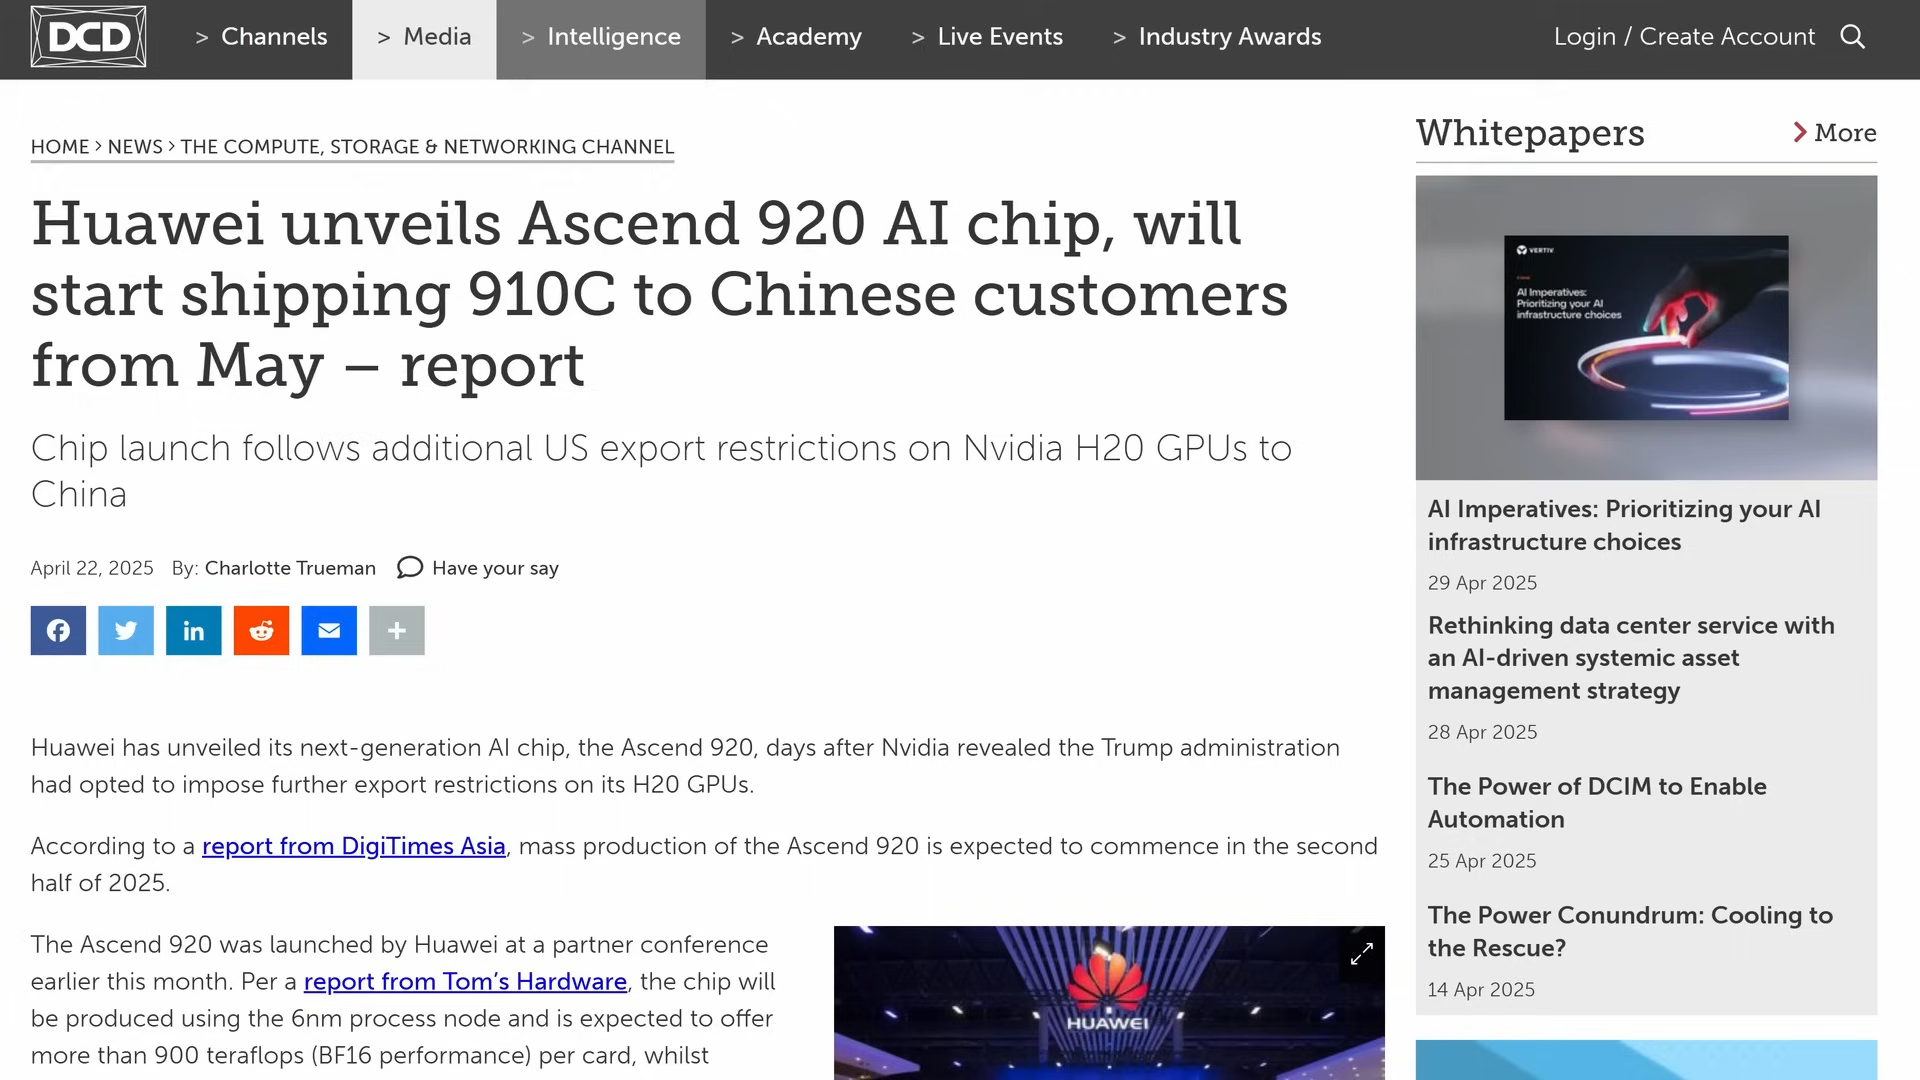 DCD
> Channels
> Media
> Intelligence
> Academy
> Live Events
> Industry Awards
Login / Create Account
HOME > NEWS > THE COMPUTE, STORAGE & NETWORKING CHANNEL
Huawei unveils Ascend 920 AI chip, will
start shipping 910C to Chinese customers
from May – report
Chip launch follows additional US export restrictions on Nvidia H20 GPUs to
China
April 22, 2025 By: Charlotte Trueman Have your say
Huawei has unveiled its next-generation AI chip, the Ascend 920, days after Nvidia revealed the Trump administration
had opted to impose further export restrictions on its H20 GPUs.
According to a report from DigiTimes Asia, mass production of the Ascend 920 is expected to commence in the second
half of 2025.
The Ascend 920 was launched by Huawei at a partner conference
earlier this month. Per a report from Tom's Hardware, the chip will
be produced using the 6nm process node and is expected to offer
more than 900 teraflops (BF16 performance) per card, whilst
HUAWEI
Whitepapers
> More
VERTIV
AI Imperatives:
Prioritizing your AI
infrastructure choices
AI Imperatives: Prioritizing your AI
infrastructure choices
29 Apr 2025
Rethinking data center service with
an AI-driven systemic asset
management strategy
28 Apr 2025
The Power of DCIM to Enable
Automation
25 Apr 2025
The Power Conundrum: Cooling to
the Rescue?
14 Apr 2025